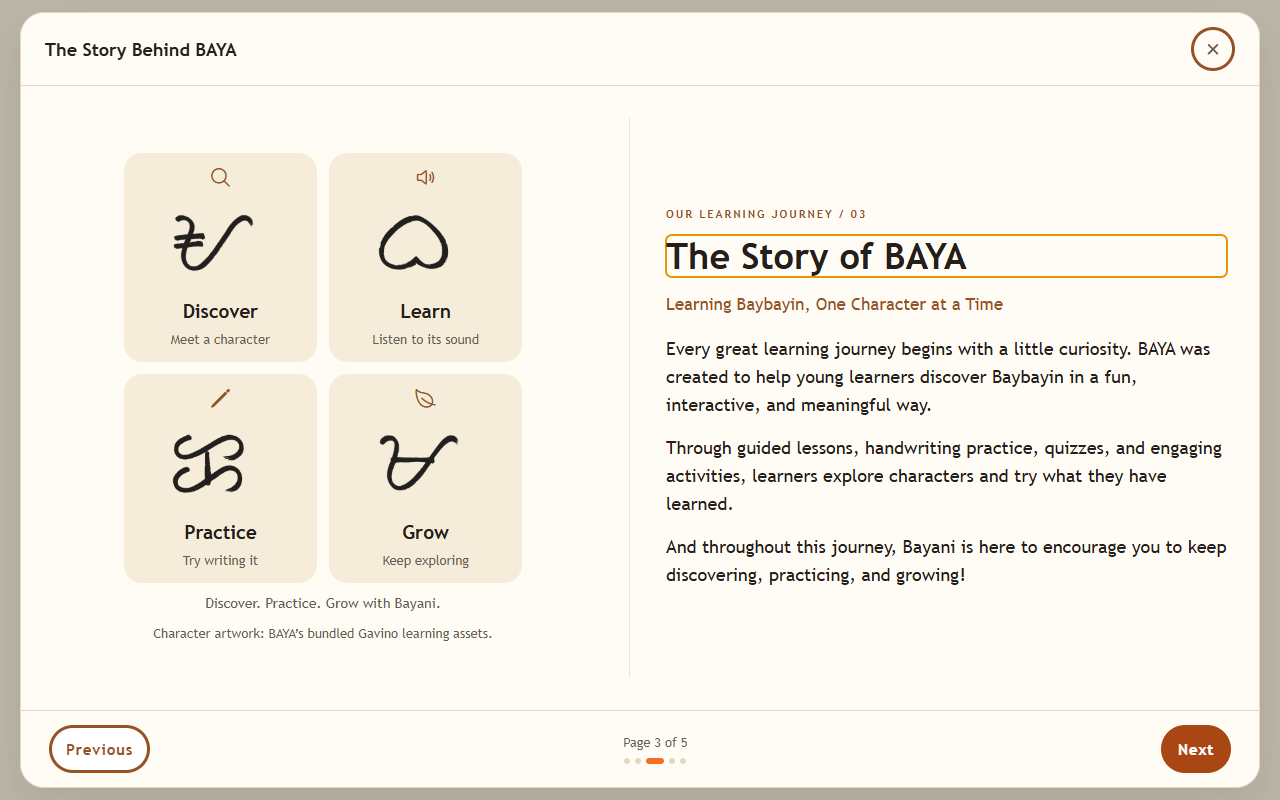 The Story Behind BAYA
ᜀ
Discover
Meet a character
ᜊ
Learn
Listen to its sound
ᜃ
Practice
Try writing it
ᜌ
Grow
Keep exploring
Discover. Practice. Grow with Bayani.
Character artwork: BAYA's bundled Gavino learning assets.
OUR LEARNING JOURNEY / 03
The Story of BAYA
Learning Baybayin, One Character at a Time
Every great learning journey begins with a little curiosity. BAYA was
created to help young learners discover Baybayin in a fun,
interactive, and meaningful way.
Through guided lessons, handwriting practice, quizzes, and engaging
activities, learners explore characters and try what they have
learned.
And throughout this journey, Bayani is here to encourage you to keep
discovering, practicing, and growing!
Previous
Page 3 of 5
Next